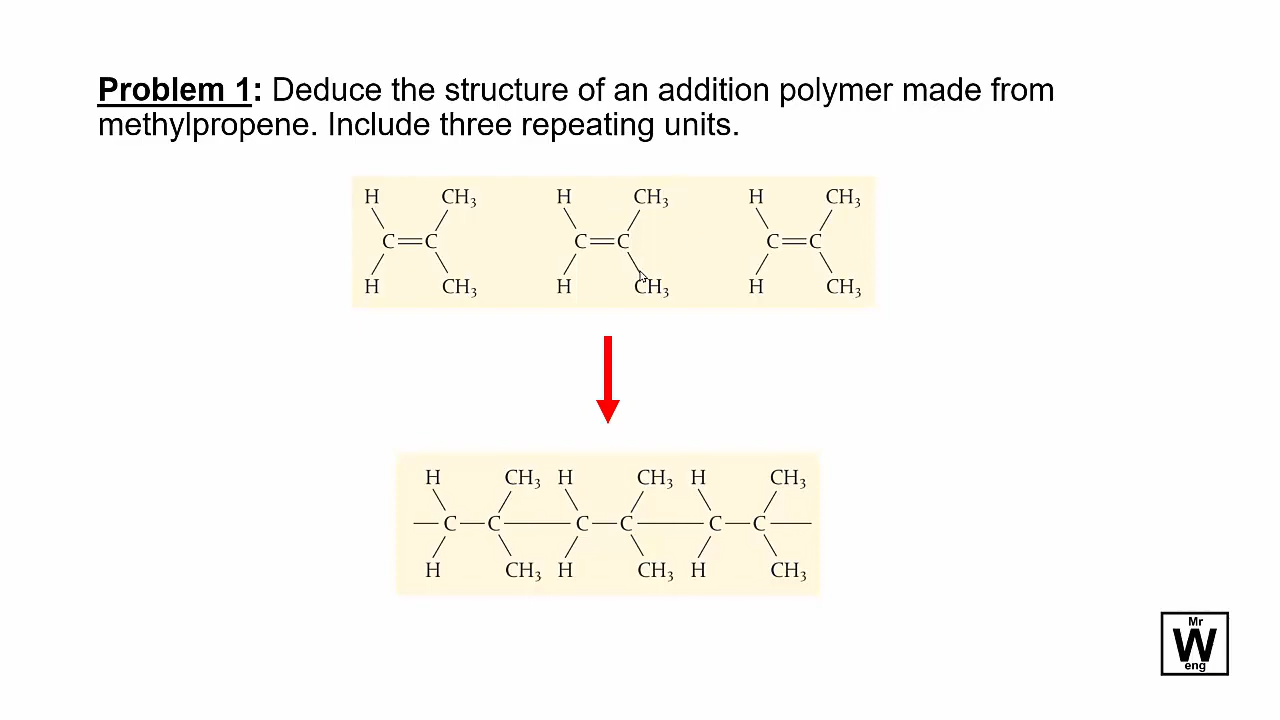 Problem 1: Deduce the structure of an addition polymer made from
methylpropene. Include three repeating units.
H CH₃ H CH₃ H CH₃
C=C C=C C=C
H CH₃ H CH₃ H CH₃
H CH₃ H CH₃ H CH₃
—C—C—C—C—C—C—
H CH₃ H CH₃ H CH₃
Mr
W
eng